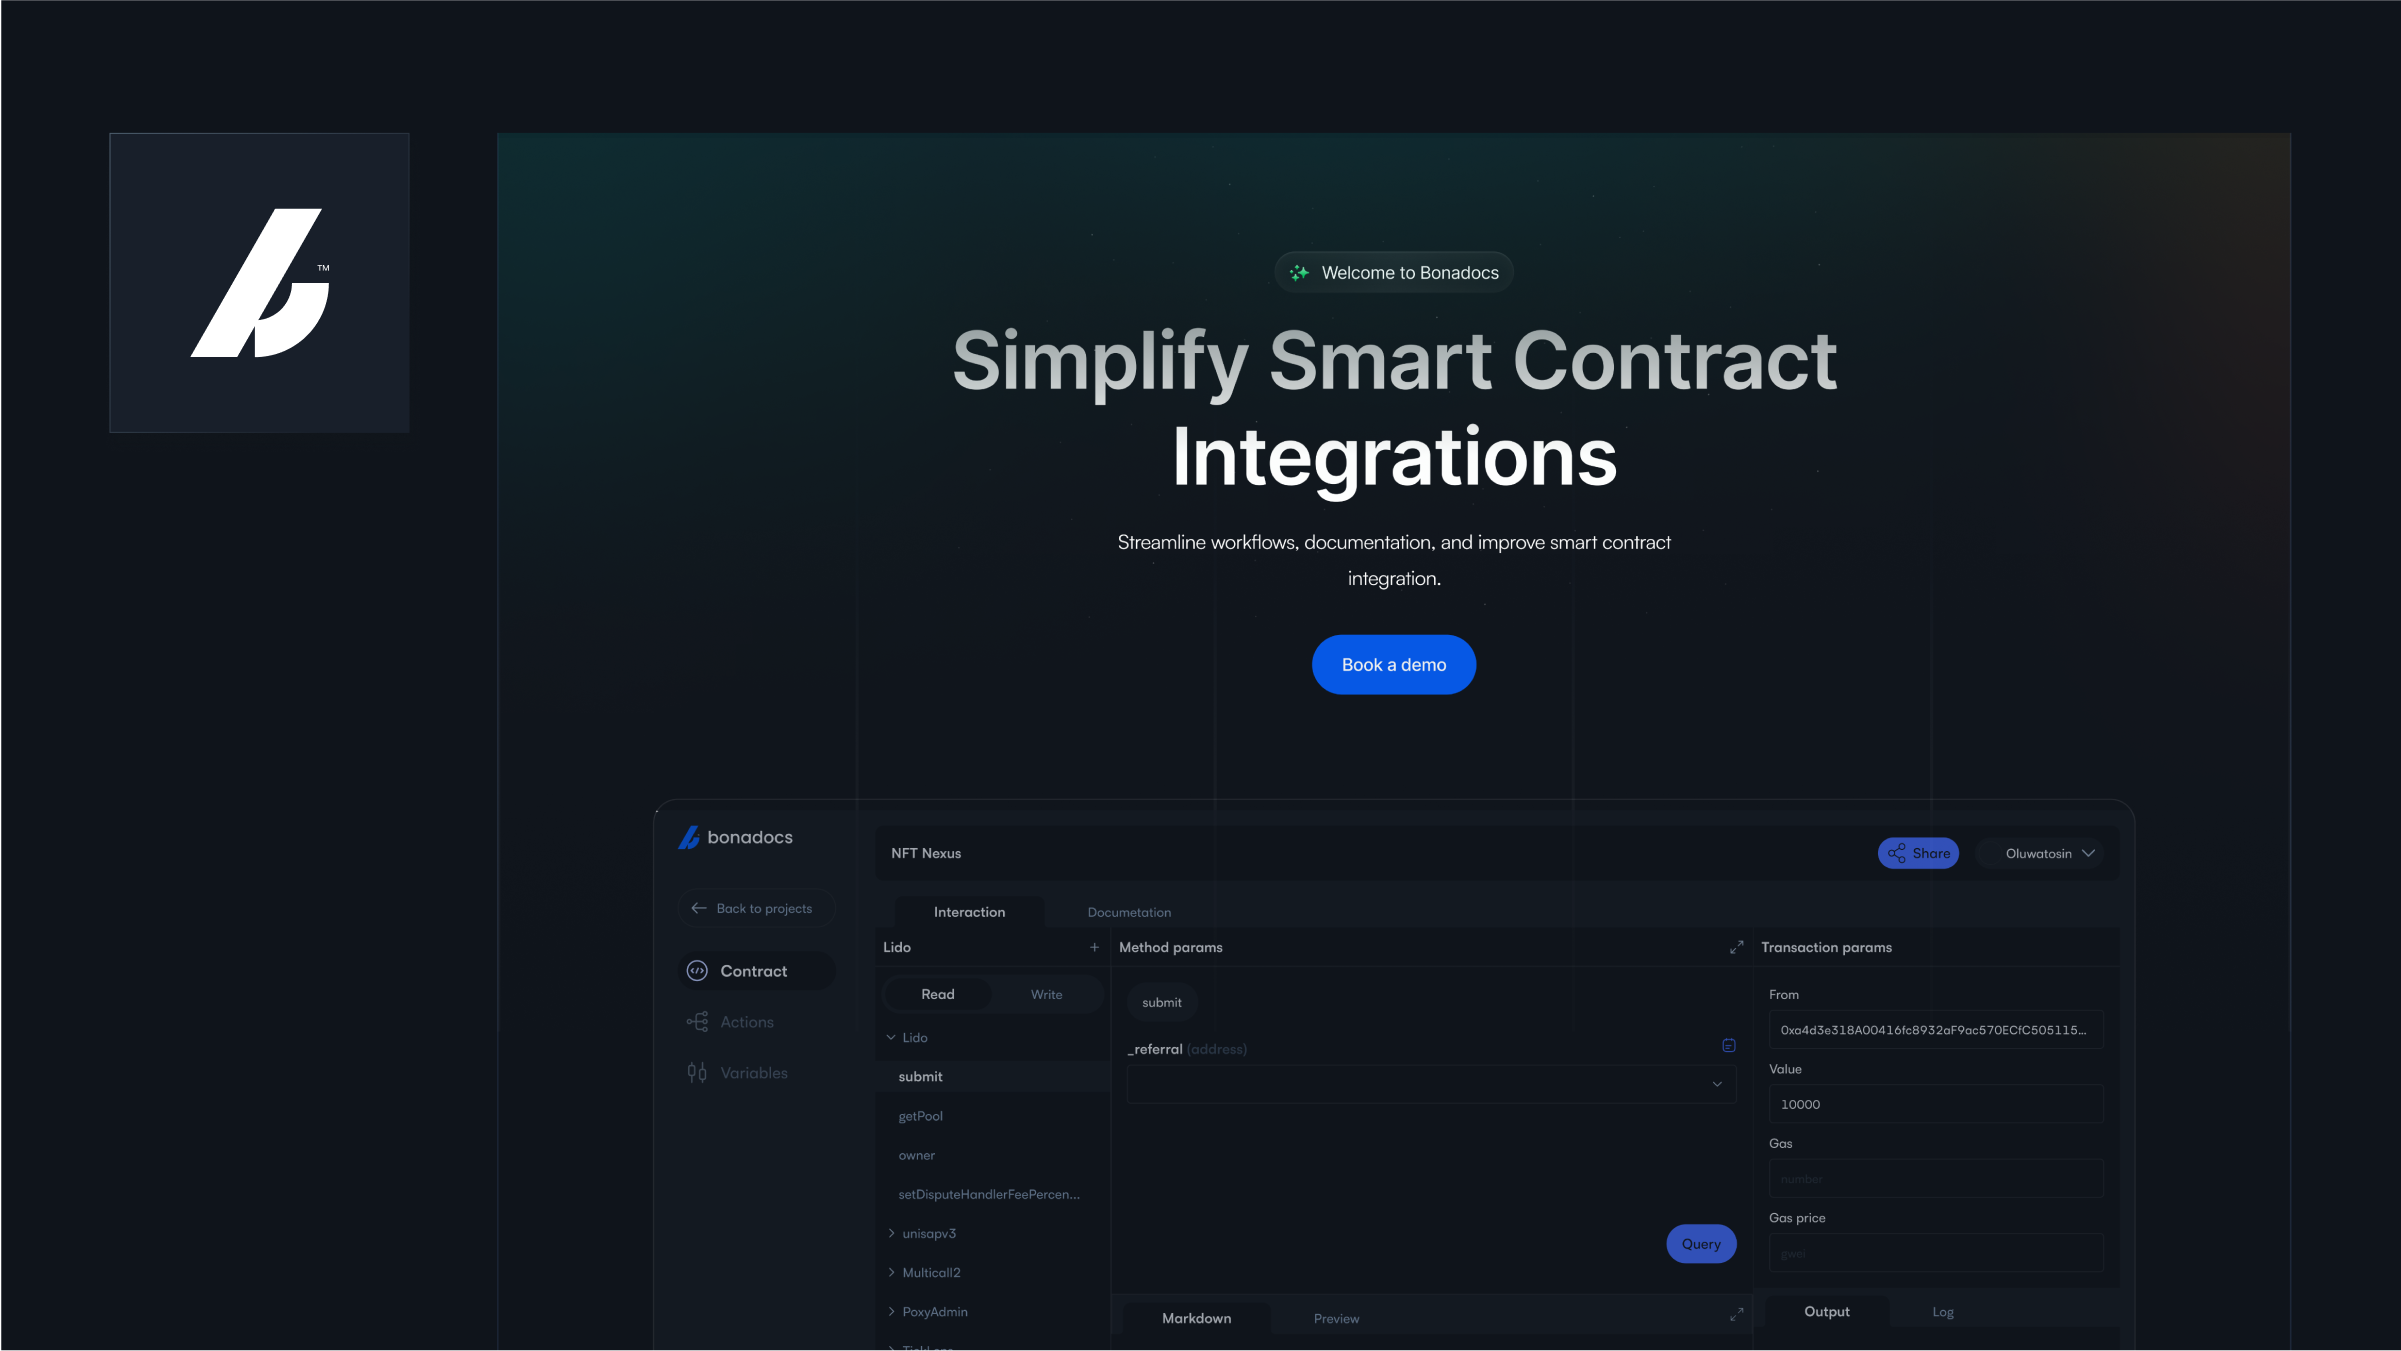 TM
Welcome to Bonadocs
Simplify Smart Contract
Integrations
Streamline workflows, documentation, and improve smart contract
integration.
Book a demo
bonadocs
NFT Nexus
Share
Oluwatosin
Back to projects
Interaction
Documetation
Lido
Method params
Transaction params
Contract
Read
Write
From
submit
Actions
0xa4d3e318A00416fc8932aF9ac570ECfC505115...
Lido
_referral (address)
Value
Variables
submit
10000
getPool
Gas
owner
number
setDisputeHandlerFeePercen...
Gas price
unisapv3
Query
gwei
Multicall2
PoxyAdmin
Markdown
Preview
Output
Log